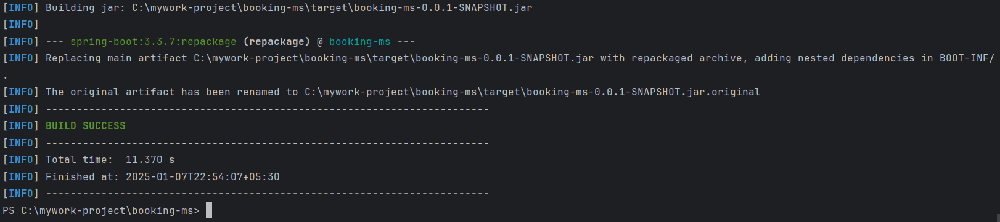 [INFO] Building jar: C:\mywork-project\booking-ms\target\booking-ms-0.0.1-SNAPSHOT.jar
[INFO]
[INFO] --- spring-boot:3.3.7:repackage (repackage) @ booking-ms ---
[INFO] Replacing main artifact C:\mywork-project\booking-ms\target\booking-ms-0.0.1-SNAPSHOT.jar with repackaged archive, adding nested dependencies in BOOT-INF/
.
[INFO] The original artifact has been renamed to C:\mywork-project\booking-ms\target\booking-ms-0.0.1-SNAPSHOT.jar.original
[INFO] ------------------------------------------------------------------------
[INFO] BUILD SUCCESS
[INFO] ------------------------------------------------------------------------
[INFO] Total time:  11.370 s
[INFO] Finished at: 2025-01-07T22:54:07+05:30
[INFO] ------------------------------------------------------------------------
PS C:\mywork-project\booking-ms>